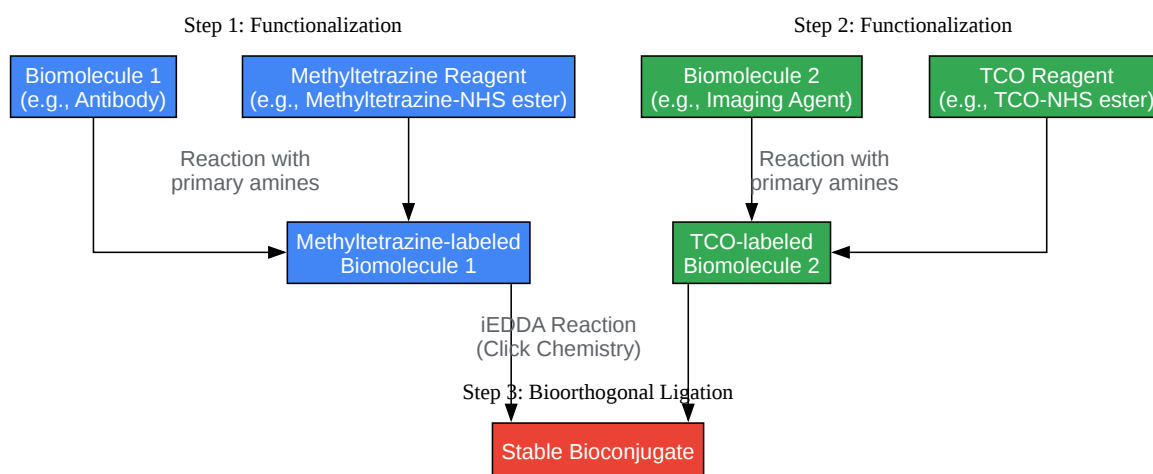 Step 1: Functionalization
Step 2: Functionalization
Biomolecule 1
(e.g., Antibody)
Methyltetrazine Reagent
(e.g., Methyltetrazine-NHS ester)
Biomolecule 2
(e.g., Imaging Agent)
TCO Reagent
(e.g., TCO-NHS ester)
Reaction with
primary amines
Reaction with
primary amines
Methyltetrazine-labeled
Biomolecule 1
TCO-labeled
Biomolecule 2
iEDDA Reaction
(Click Chemistry)
Step 3: Bioorthogonal Ligation
Stable Bioconjugate